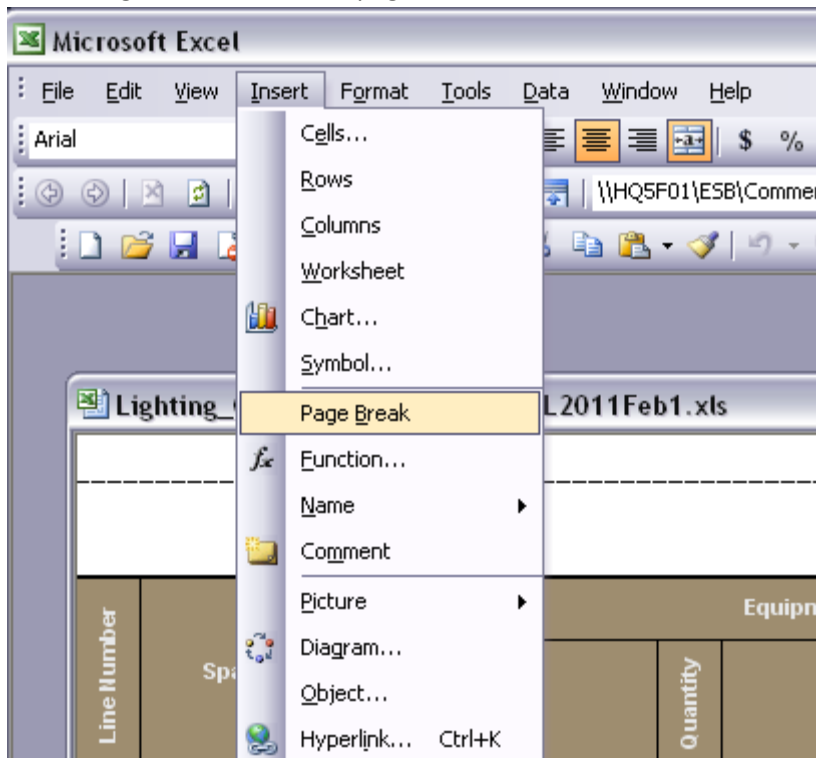 Microsoft Excel
File Edit View Insert Format Tools Data Window Help
Arial $ %
\\HQ5F01\ESB\Commer
Cells...
Rows
Columns
Worksheet
Chart...
Symbol...
Lighting_ L2011Feb1.xls
Page Break
fx Function...
Name
Comment
Picture
Equipn
Diagram...
Line Number
Spa
Quantity
Object...
Hyperlink... Ctrl+K